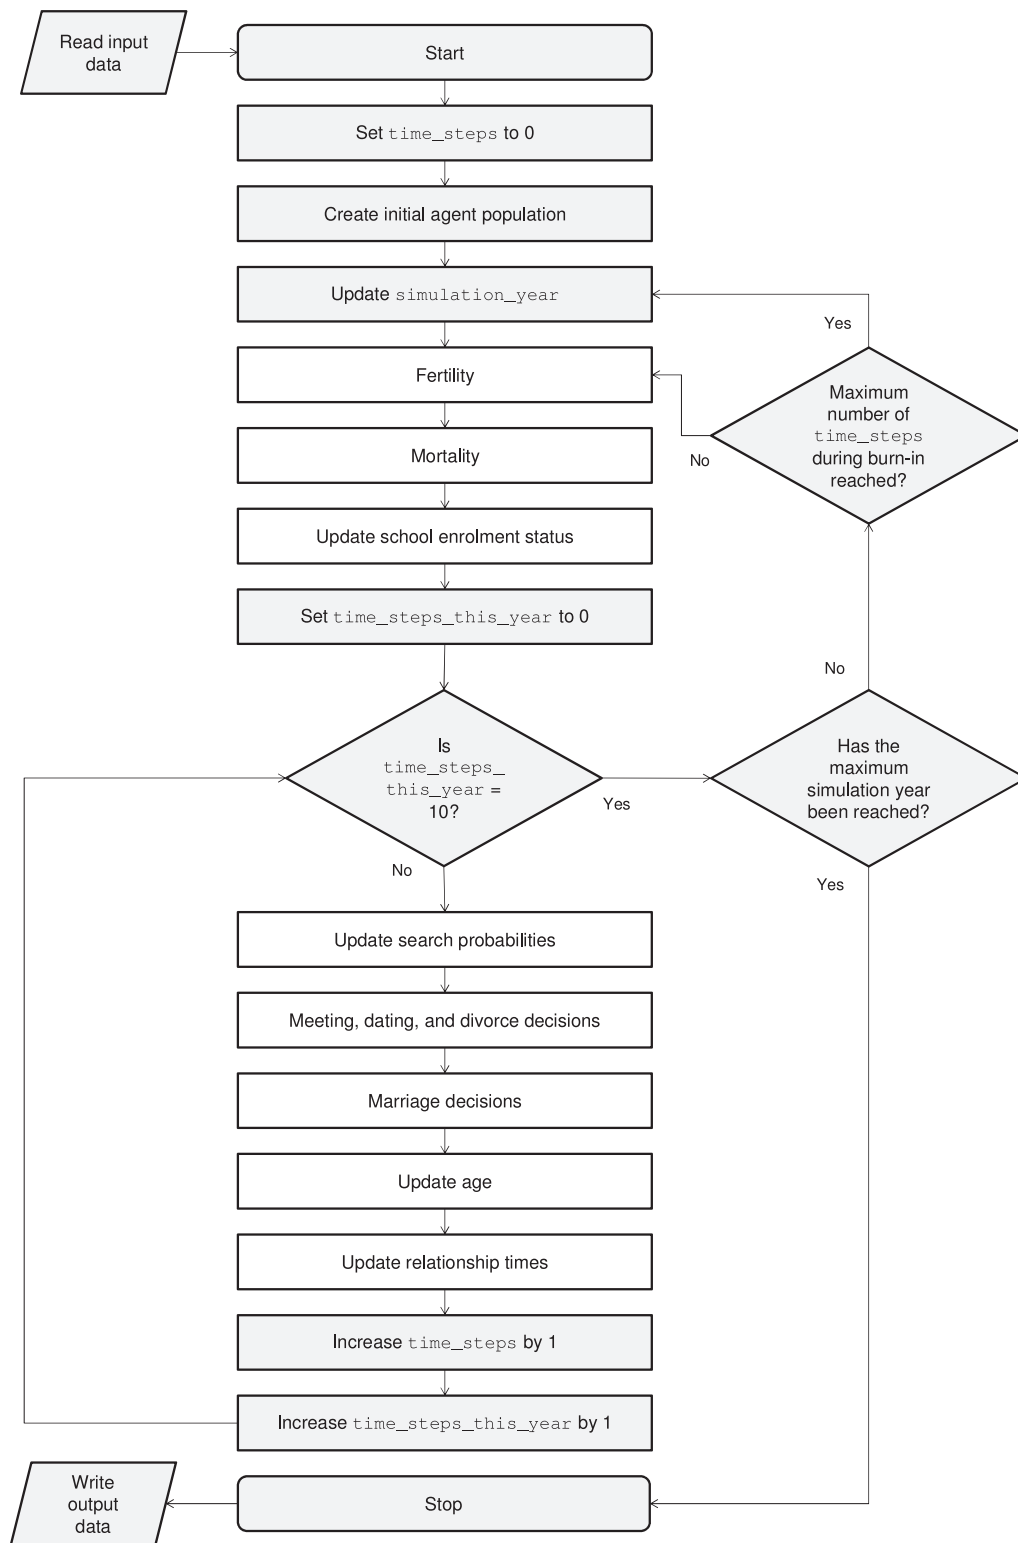 Read input
data
Start
Set time_steps to 0
Create initial agent population
Update simulation_year
Yes
Fertility
Maximum
number of
time_steps
during burn-in
reached?
No
Mortality
Update school enrolment status
Set time_steps_this_year to 0
No
Is
time_steps_
this_year =
10?
Yes
Has the
maximum
simulation year
been reached?
No
Yes
Update search probabilities
Meeting, dating, and divorce decisions
Marriage decisions
Update age
Update relationship times
Increase time_steps by 1
Increase time_steps_this_year by 1
Write
output
data
Stop